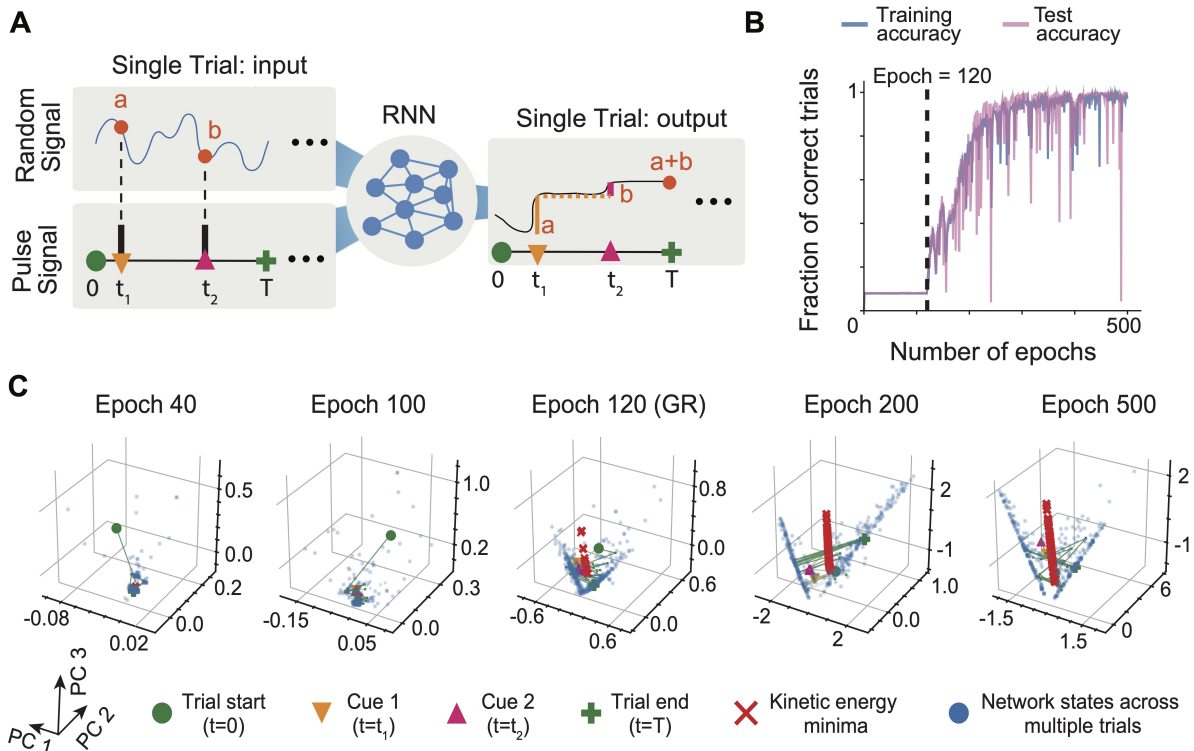 A
Single Trial: input
Random
Signal
a
b
...
Pulse
Signal
0
t1
t2
T
...
RNN
Single Trial: output
a+b
a
b
...
0
t1
t2
T
B
Training
accuracy
Test
accuracy
Epoch = 120
Fraction of correct trials
1
0
500
Number of epochs
C
Epoch 40
0.5
0.0
0.2
0.0
-0.08
0.02
Epoch 100
1.0
0.2
0.3
0.0
-0.15
0.05
Epoch 120 (GR)
0.8
0.0
0.6
0.0
-0.6
0.6
Epoch 200
2
-1
1.0
0.0
-2
2
Epoch 500
2
-1
6
0
-1.5
1.5
PC 3
PC 2
PC 1
Trial start
(t=0)
Cue 1
(t=t1)
Cue 2
(t=t2)
Trial end
(t=T)
Kinetic energy
minima
Network states across
multiple trials